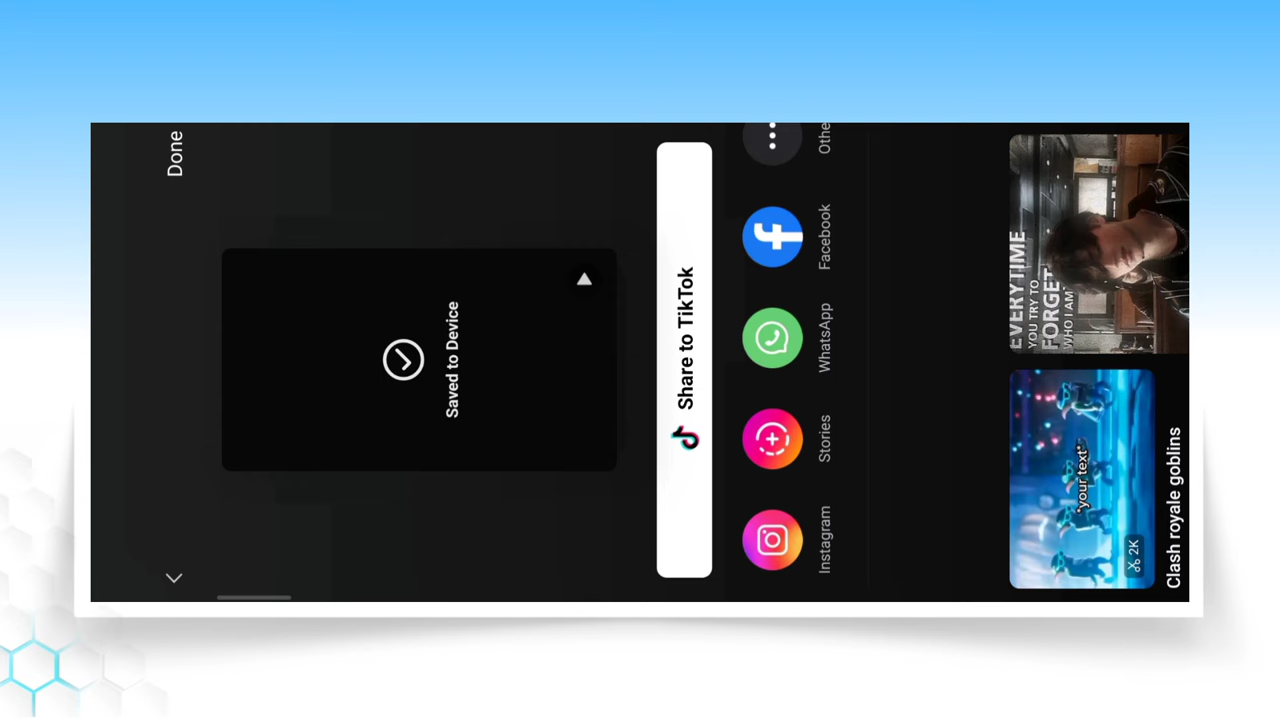 Done
Saved to Device
Share to TikTok
Instagram
Stories
WhatsApp
Facebook
Othe
*your text*
2K
Clash royale goblins
EVERYTIME
YOU TRY TO
FORGET
WHO I AM